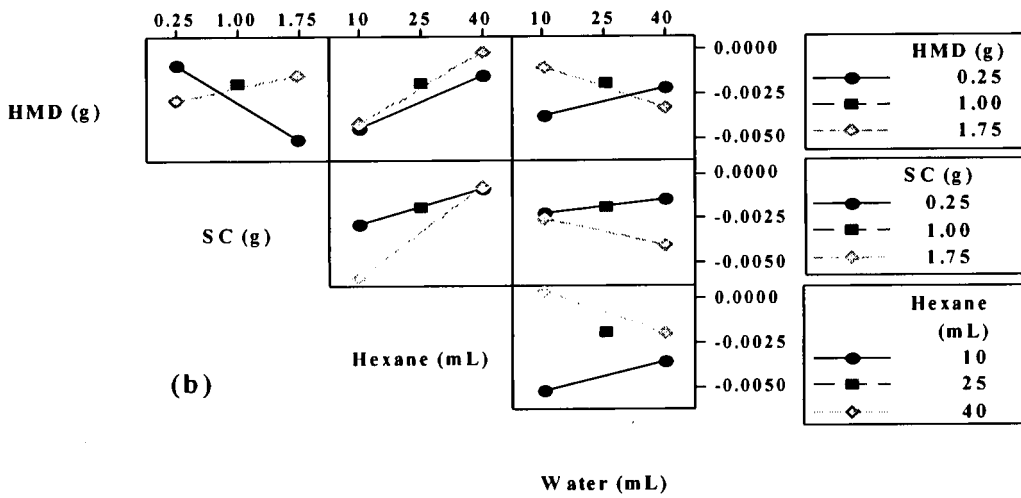 0.25 1.00 1.75 10 25 40 10 25 40
HMD (g)
0.0000
-0.0025
-0.0050
HMD (g)
0.25
1.00
1.75
SC (g)
0.0000
-0.0025
-0.0050
SC (g)
0.25
1.00
1.75
Hexane (mL)
0.0000
-0.0025
-0.0050
Hexane
(mL)
10
25
40
(b)
Water (mL)